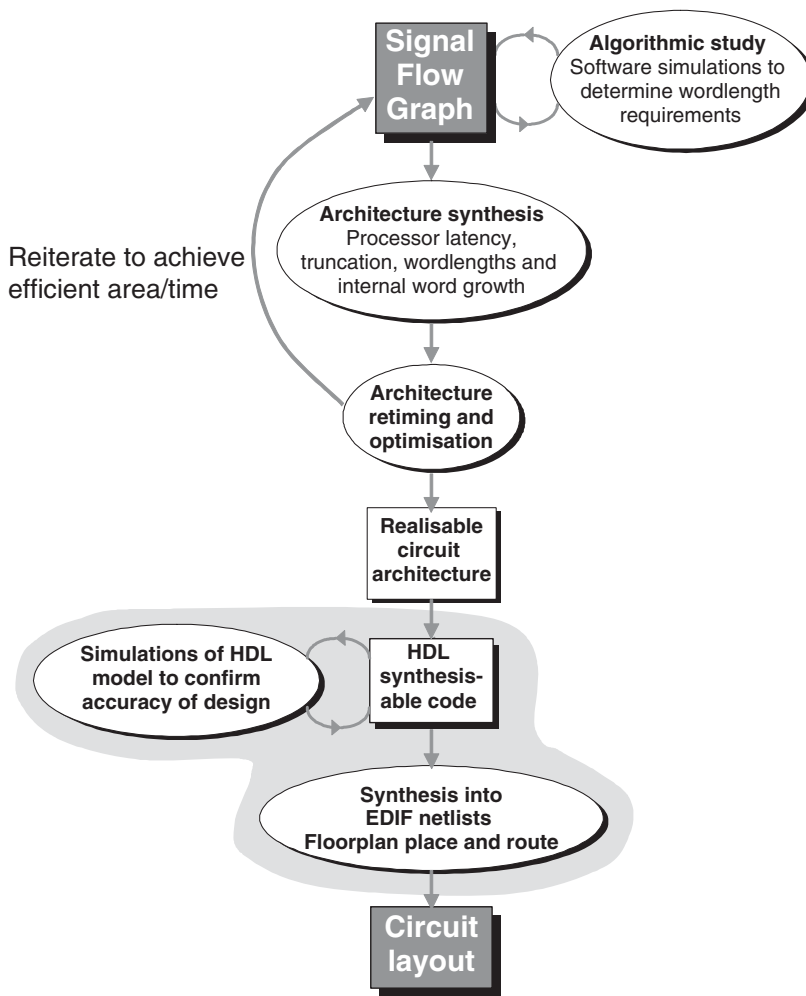 Signal
Flow
Graph
Algorithmic study
Software simulations to
determine wordlength
requirements
Architecture synthesis
Processor latency,
truncation, wordlengths and
internal word growth
Reiterate to achieve
efficient area/time
Architecture
retiming and
optimisation
Realisable
circuit
architecture
Simulations of HDL
model to confirm
accuracy of design
HDL
synthesis-
able code
Synthesis into
EDIF netlists
Floorplan place and route
Circuit
layout